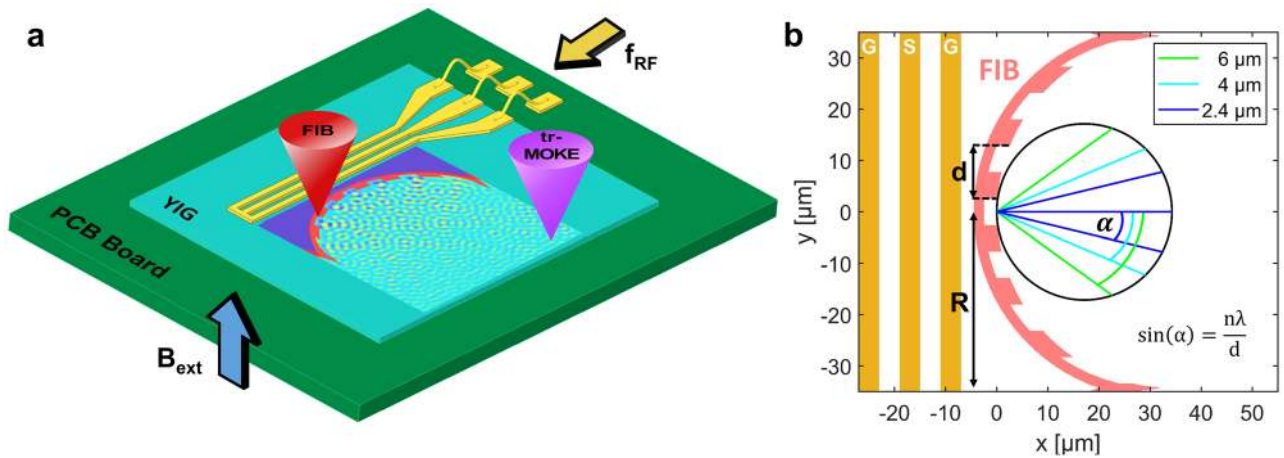 a
f_RF
FIB
tr-
MOKE
YIG
PCB Board
B_ext
b
G S G
FIB
6 µm
4 µm
2.4 µm
d
α
R
sin(α) = nλ/d
y [µm]
30
20
10
0
-10
-20
-30
-20 -10 0 10 20 30 40 50
x [µm]